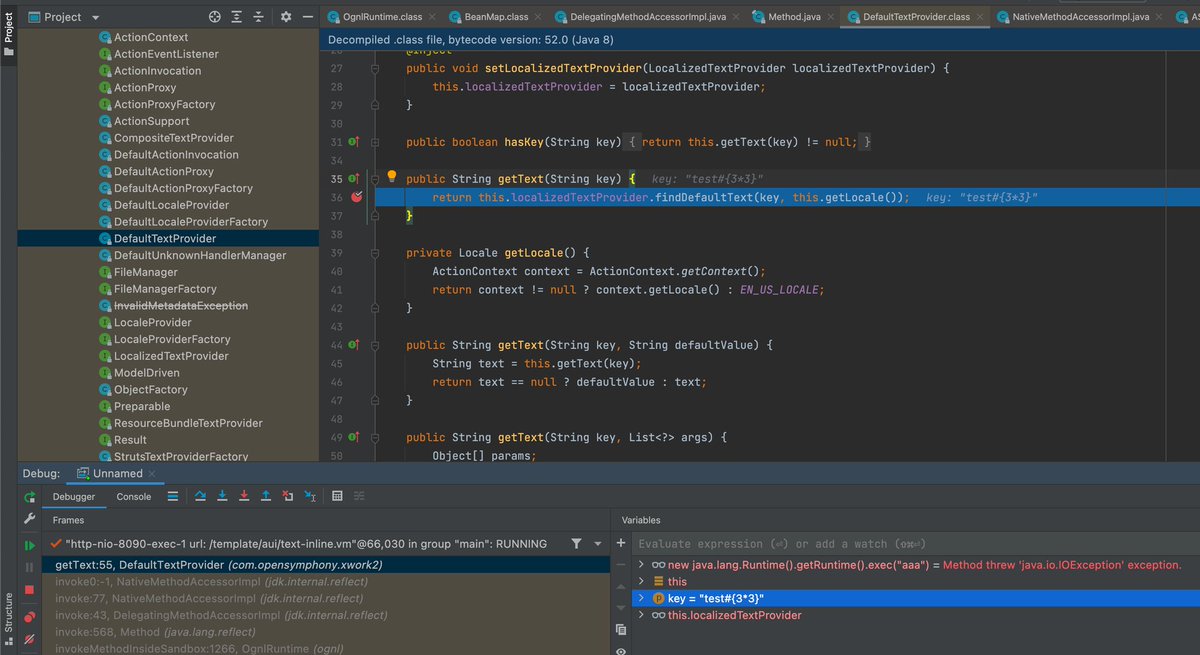 Project
OgnlRuntime.class
BeanMap.class
DelegatingMethodAccessorImpl.java
Method.java
DefaultTextProvider.class
NativeMethodAccessorImpl.java
AS
Project
Structure
ActionContext
ActionEventListener
ActionInvocation
ActionProxy
ActionProxyFactory
ActionSupport
CompositeTextProvider
DefaultActionInvocation
DefaultActionProxy
DefaultActionProxyFactory
DefaultLocaleProvider
DefaultLocaleProviderFactory
DefaultTextProvider
DefaultUnknownHandlerManager
FileManager
FileManagerFactory
InvalidMetadataException
LocaleProvider
LocaleProviderFactory
LocalizedTextProvider
ModelDriven
ObjectFactory
Preparable
ResourceBundleTextProvider
Result
StrutsTextProviderFactory
Decompiled .class file, bytecode version: 52.0 (Java 8)
26 @Inject
27 public void setLocalizedTextProvider(LocalizedTextProvider localizedTextProvider) {
28 this.localizedTextProvider = localizedTextProvider;
29 }
30
31 public boolean hasKey(String key) { return this.getText(key) != null; }
34
35 public String getText(String key) { key: "test#{3*3}"
36 return this.localizedTextProvider.findDefaultText(key, this.getLocale()); key: "test#{3*3}"
37 }
38
39 private Locale getLocale() {
40 ActionContext context = ActionContext.getContext();
41 return context != null ? context.getLocale() : EN_US_LOCALE;
42 }
43
44 public String getText(String key, String defaultValue) {
45 String text = this.getText(key);
46 return text == null ? defaultValue : text;
47 }
48
49 public String getText(String key, List<?> args) {
50 Object[] params;
Debug: Unnamed
Debugger Console
Frames
"http-nio-8090-exec-1 url: /template/aui/text-inline.vm"@66,030 in group "main": RUNNING
getText:55, DefaultTextProvider (com.opensymphony.xwork2)
invoke0:-1, NativeMethodAccessorImpl (jdk.internal.reflect)
invoke:77, NativeMethodAccessorImpl (jdk.internal.reflect)
invoke:43, DelegatingMethodAccessorImpl (jdk.internal.reflect)
invoke:568, Method (java.lang.reflect)
invokeMethodInsideSandbox:1266, OgnlRuntime (ognl)
Variables
Evaluate expression (⏎) or add a watch (⇧⌘⏎)
new java.lang.Runtime().getRuntime().exec("aaa") = Method threw 'java.io.IOException' exception.
this
key = "test#{3*3}"
this.localizedTextProvider